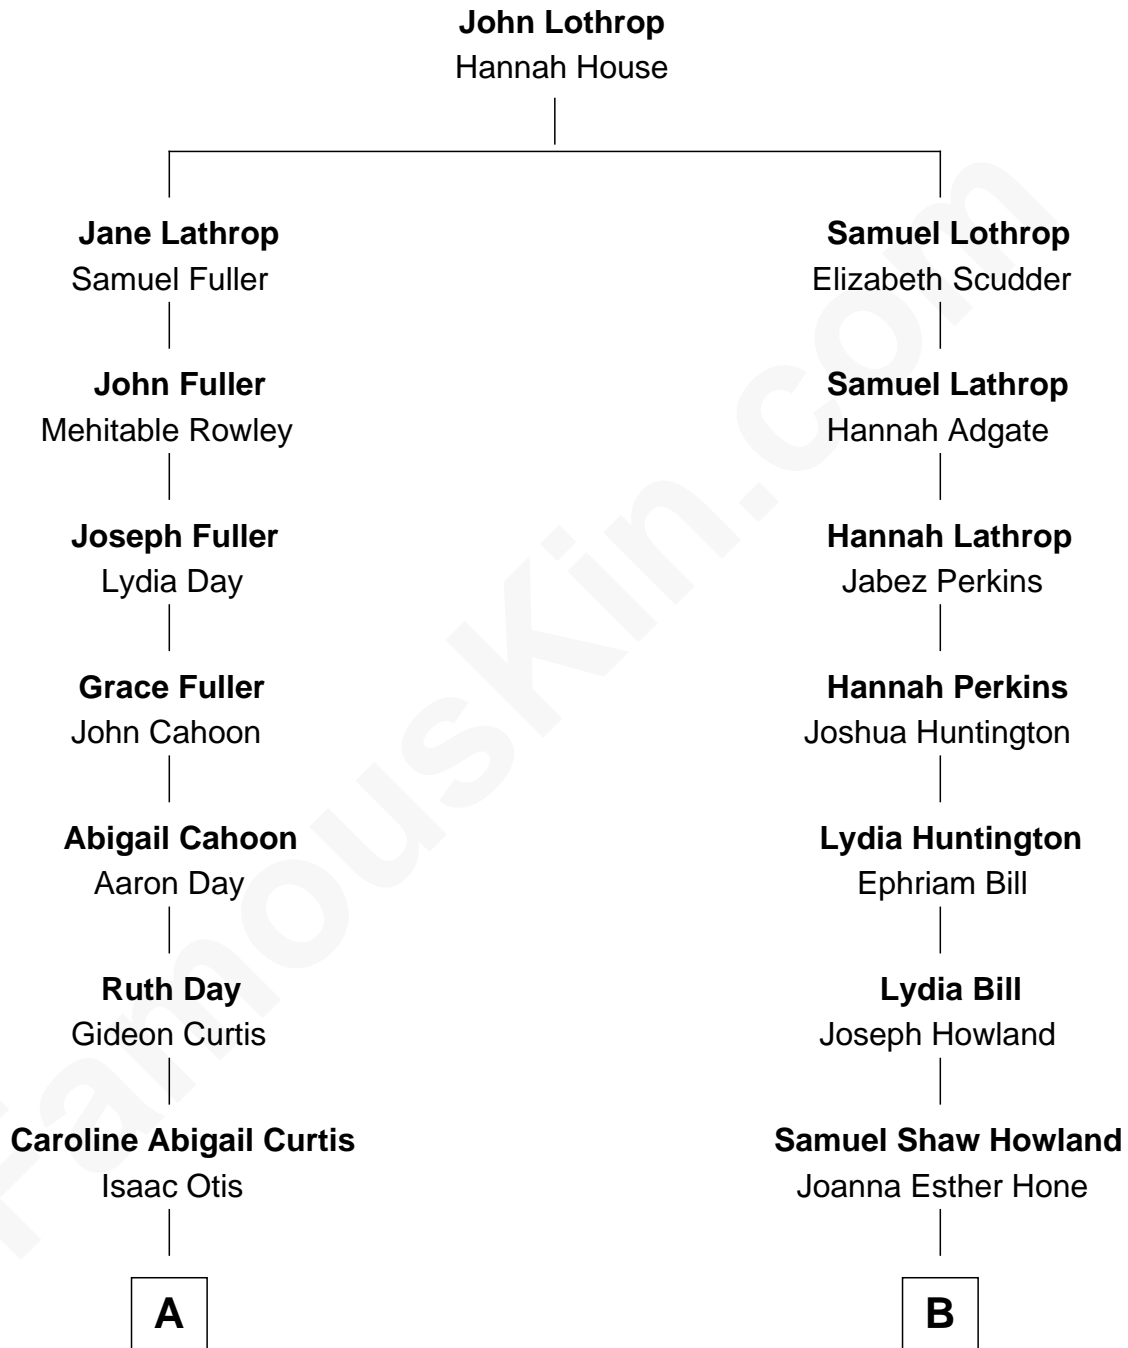 John Lothrop
Hannah House
Jane Lathrop
Samuel Fuller
Samuel Lothrop
Elizabeth Scudder
John Fuller
Mehitable Rowley
Samuel Lathrop
Hannah Adgate
Joseph Fuller
Lydia Day
Hannah Lathrop
Jabez Perkins
Grace Fuller
John Cahoon
Hannah Perkins
Joshua Huntington
Abigail Cahoon
Aaron Day
Lydia Huntington
Ephriam Bill
Ruth Day
Gideon Curtis
Lydia Bill
Joseph Howland
Caroline Abigail Curtis
Isaac Otis
Samuel Shaw Howland
Joanna Esther Hone
A
B
FamousKin.com